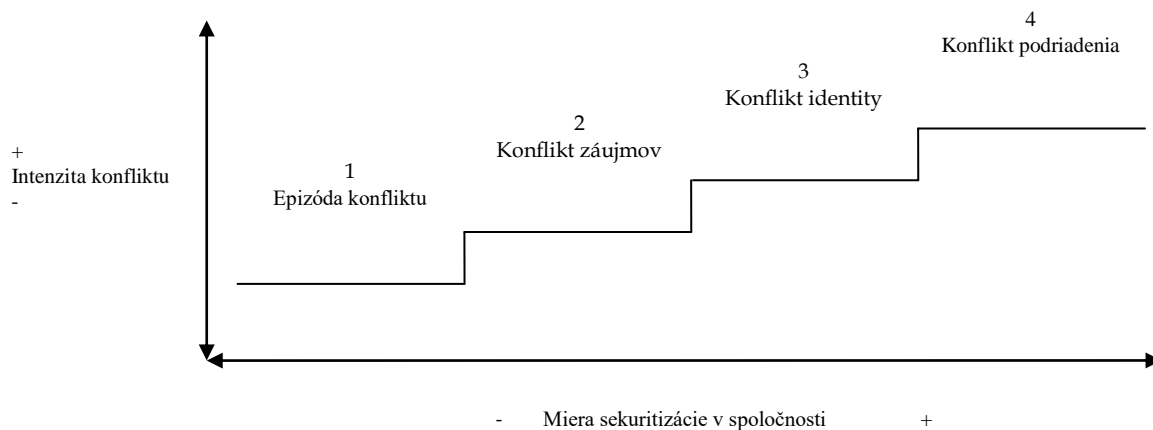 4
Konflikt podriadenia
3
Konflikt identity
2
Konflikt záujmov
+
Intenzita konfliktu
-
1
Epizóda konfliktu
- Miera sekuritizácie v spoločnosti +